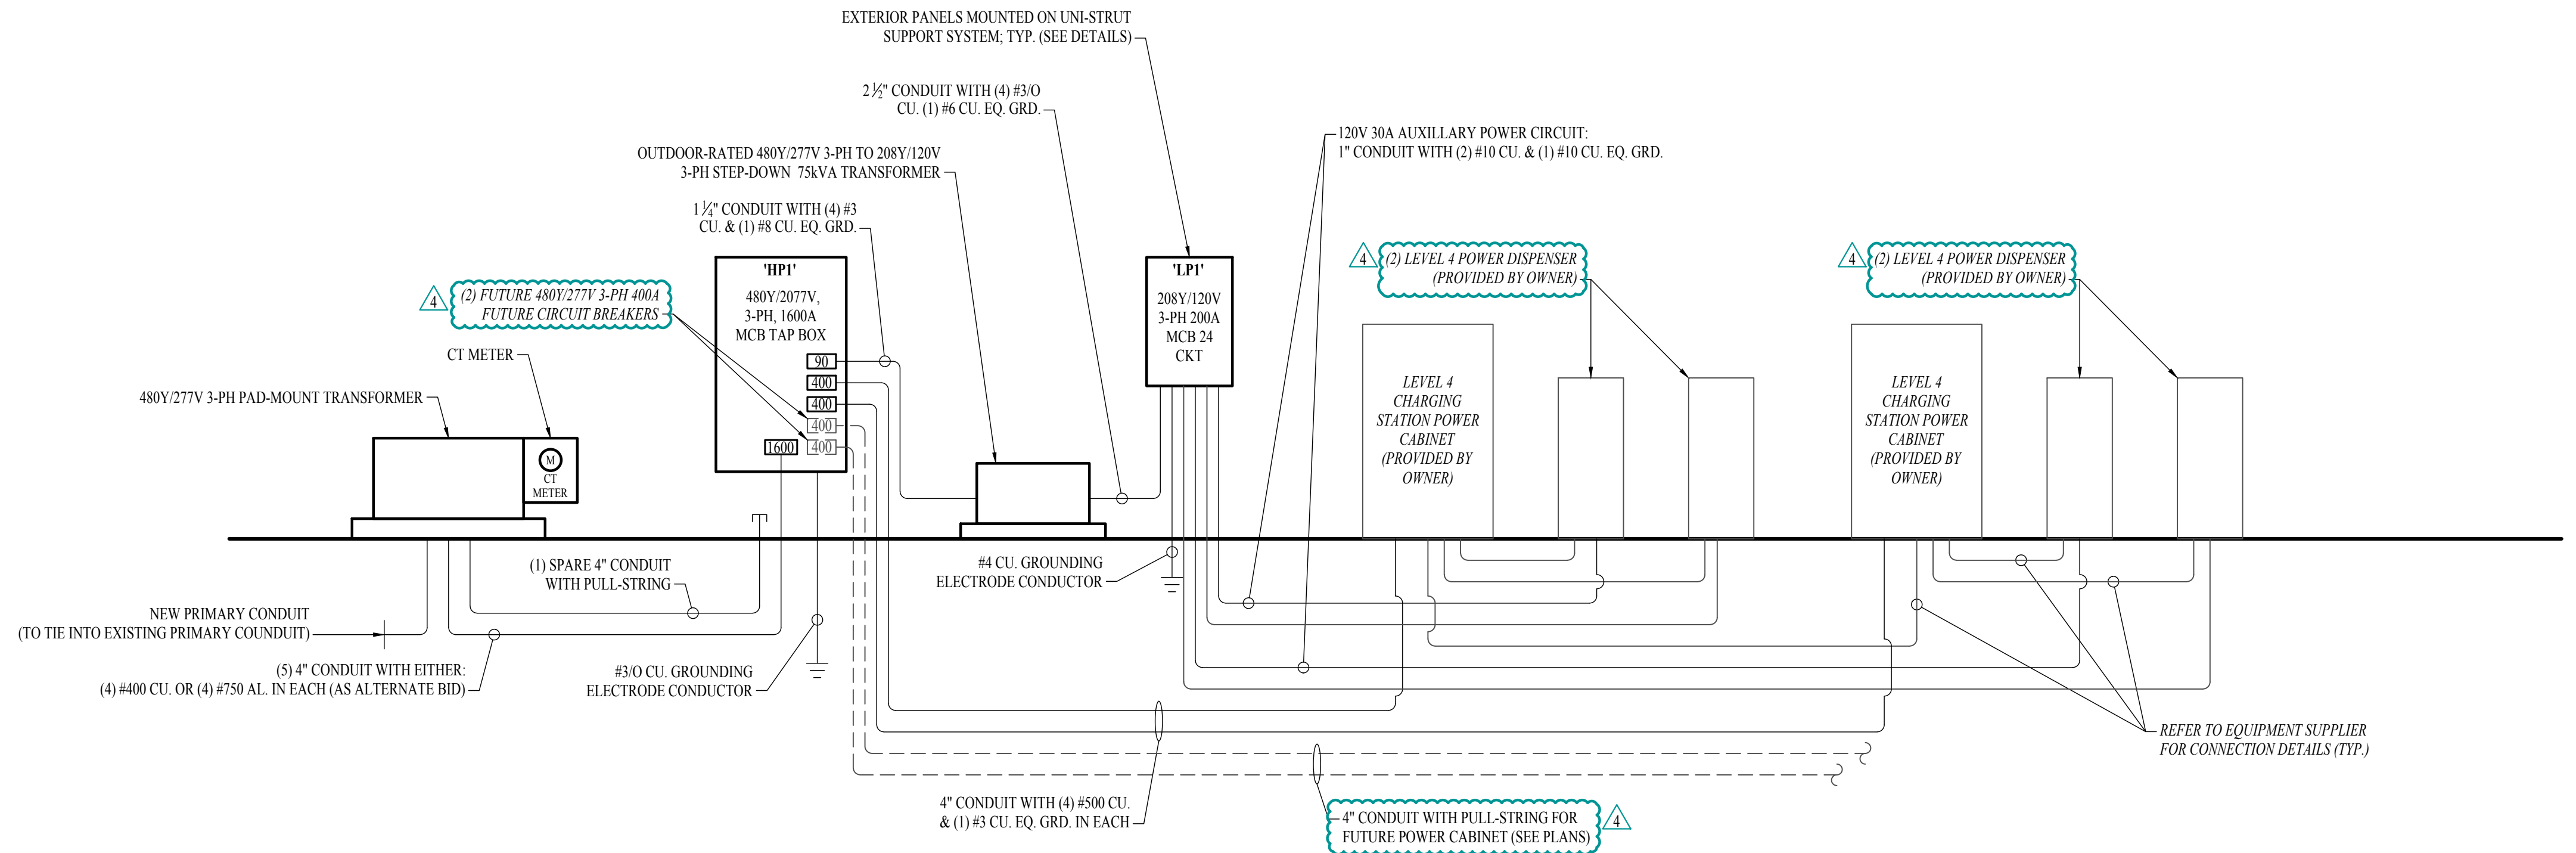 EXTERIOR PANELS MOUNTED ON UNI-STRUT
SUPPORT SYSTEM; TYP. (SEE DETAILS)
2 ½" CONDUIT WITH (4) #3/O
CU. (1) #6 CU. EQ. GRD.
120V 30A AUXILLARY POWER CIRCUIT:
1" CONDUIT WITH (2) #10 CU. & (1) #10 CU. EQ. GRD.
OUTDOOR-RATED 480Y/277V 3-PH TO 208Y/120V
3-PH STEP-DOWN 75kVA TRANSFORMER
1 ¼" CONDUIT WITH (4) #3
CU. & (1) #8 CU. EQ. GRD.
4
(2) FUTURE 480Y/277V 3-PH 400A
FUTURE CIRCUIT BREAKERS
CT METER
480Y/277V 3-PH PAD-MOUNT TRANSFORMER
M
CT
METER
'HP1'
480Y/2077V,
3-PH, 1600A
MCB TAP BOX
90
400
400
400
1600
400
'LP1'
208Y/120V
3-PH 200A
MCB 24
CKT
4
(2) LEVEL 4 POWER DISPENSER
(PROVIDED BY OWNER)
4
(2) LEVEL 4 POWER DISPENSER
(PROVIDED BY OWNER)
LEVEL 4
CHARGING
STATION POWER
CABINET
(PROVIDED BY
OWNER)
LEVEL 4
CHARGING
STATION POWER
CABINET
(PROVIDED BY
OWNER)
(1) SPARE 4" CONDUIT
WITH PULL-STRING
#4 CU. GROUNDING
ELECTRODE CONDUCTOR
NEW PRIMARY CONDUIT
(TO TIE INTO EXISTING PRIMARY COUNDUIT)
(5) 4" CONDUIT WITH EITHER:
(4) #400 CU. OR (4) #750 AL. IN EACH (AS ALTERNATE BID)
#3/O CU. GROUNDING
ELECTRODE CONDUCTOR
REFER TO EQUIPMENT SUPPLIER
FOR CONNECTION DETAILS (TYP.)
4" CONDUIT WITH (4) #500 CU.
& (1) #3 CU. EQ. GRD. IN EACH
4" CONDUIT WITH PULL-STRING FOR
FUTURE POWER CABINET (SEE PLANS)
4